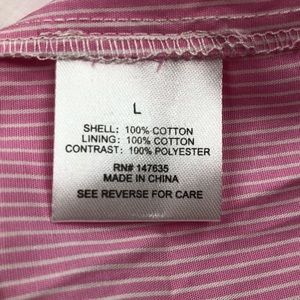 L
SHELL: 100% COTTON
LINING: 100% COTTON
CONTRAST: 100% POLYESTER
RN# 147635
MADE IN CHINA
SEE REVERSE FOR CARE